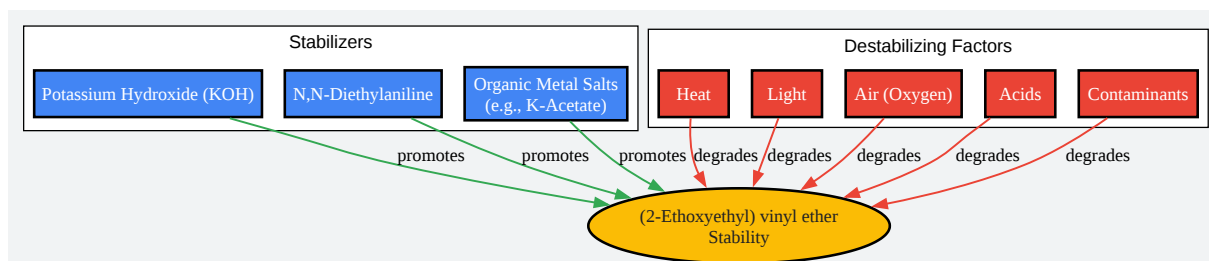 Stabilizers
Potassium Hydroxide (KOH)
N,N-Diethylaniline
Organic Metal Salts
(e.g., K-Acetate)
Destabilizing Factors
Heat
Light
Air (Oxygen)
Acids
Contaminants
promotes
promotes
promotes
degrades
degrades
degrades
degrades
degrades
(2-Ethoxyethyl) vinyl ether
Stability